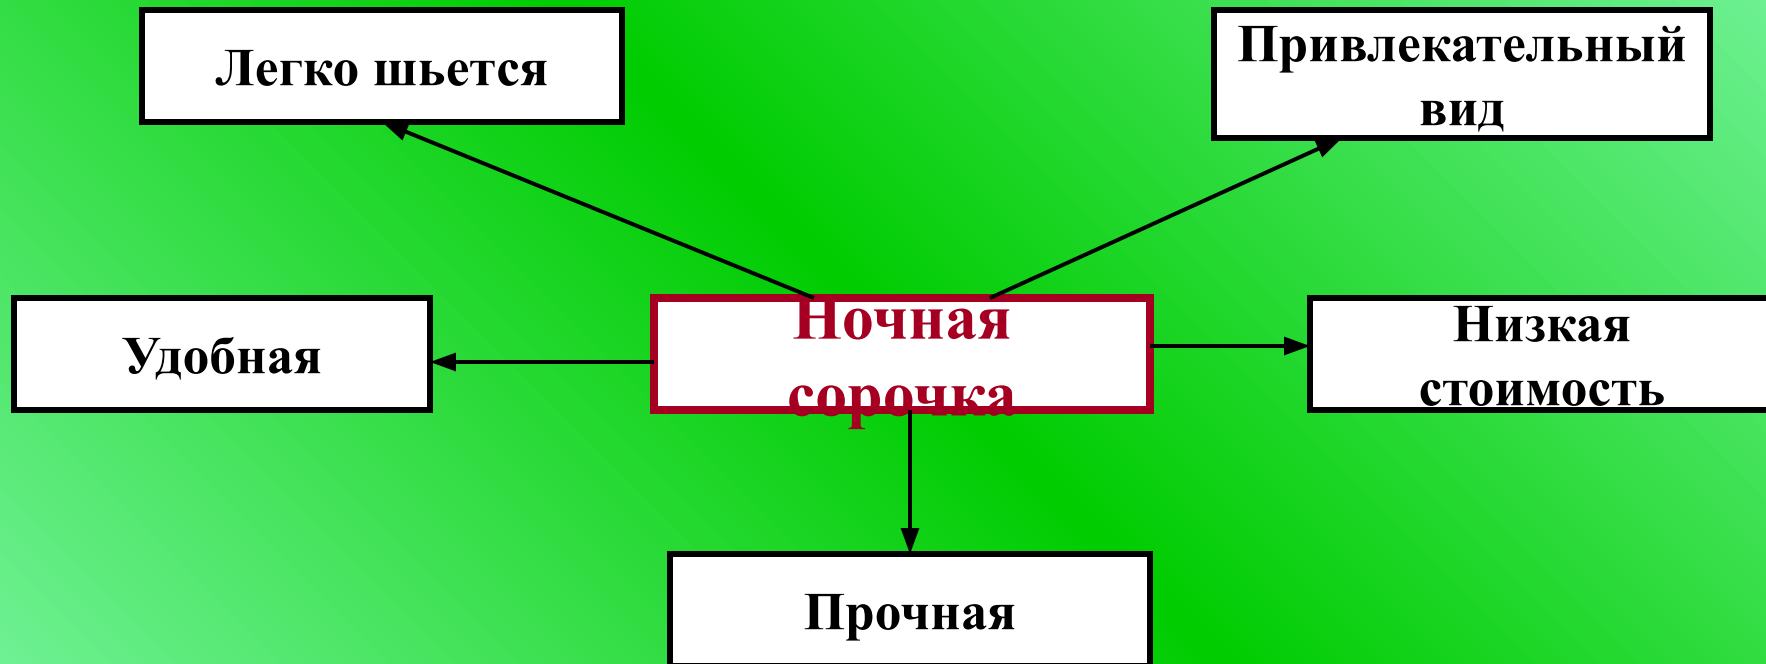 Легко шьется
Привлекательный
вид
Удобная
Ночная
сорочка
Низкая
стоимость
Прочная